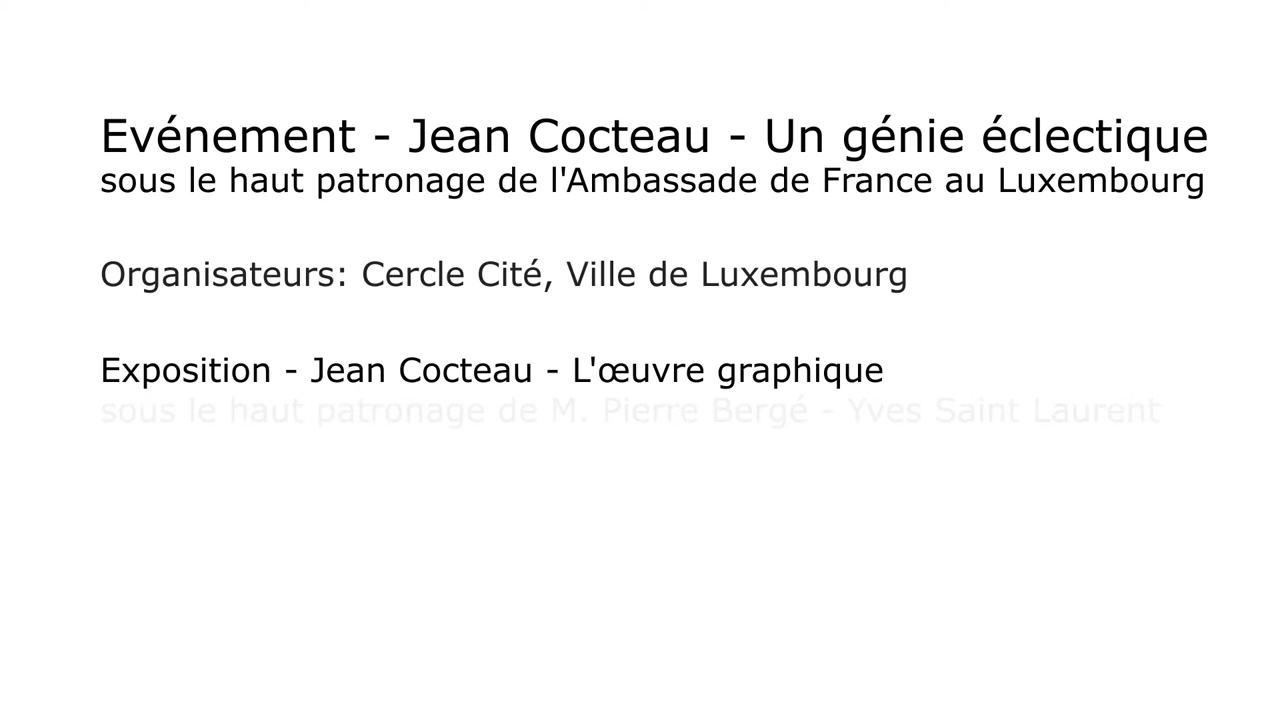 Evénement - Jean Cocteau - Un génie éclectique
sous le haut patronage de l'Ambassade de France au Luxembourg
Organisateurs: Cercle Cité, Ville de Luxembourg
Exposition - Jean Cocteau - L'œuvre graphique
sous le haut patronage de M. Pierre Bergé - Yves Saint Laurent